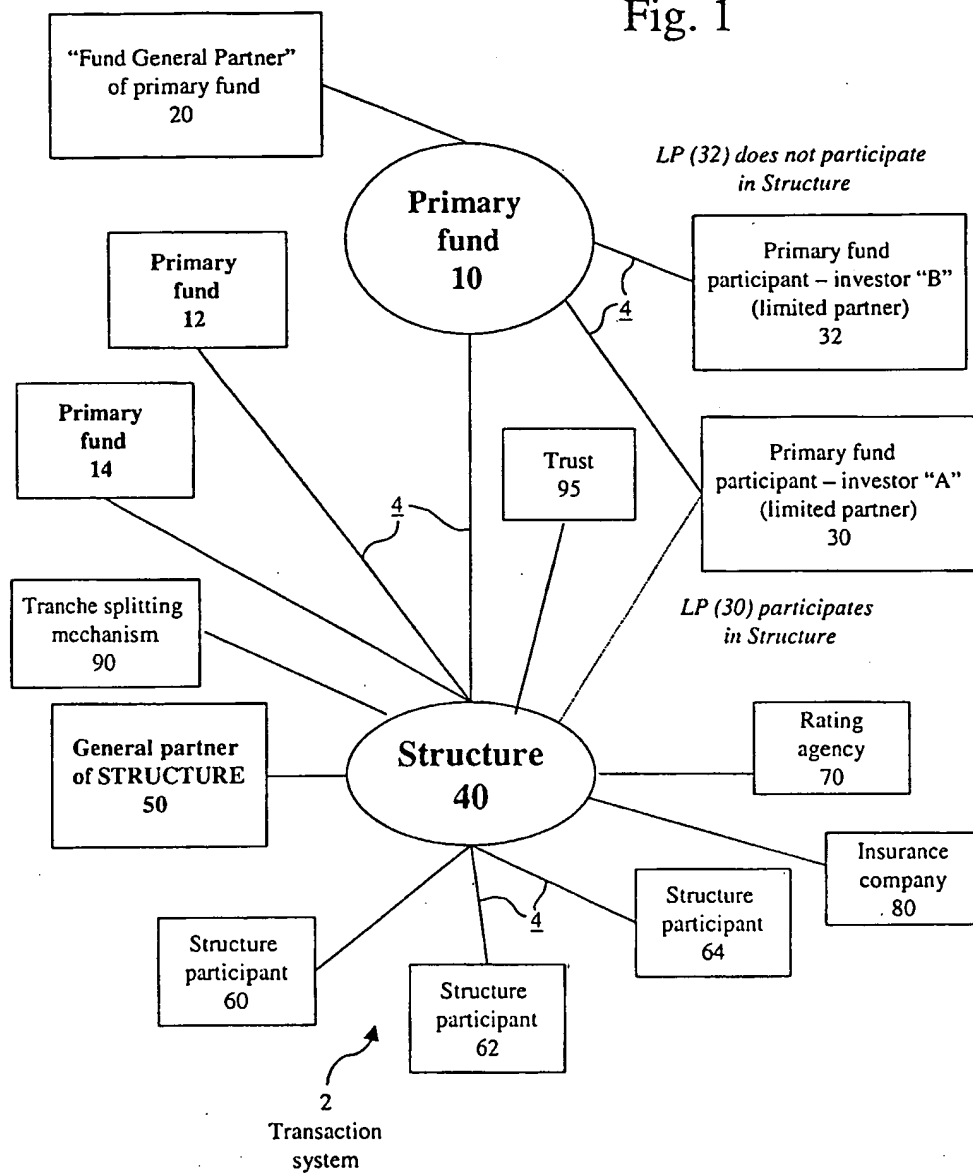 Fig. 1
“Fund General Partner”
of primary fund
20
Primary
fund
10
LP (32) does not participate
in Structure
Primary fund
participant – investor “B”
(limited partner)
32
4
4
Primary
fund
12
Primary
fund
14
Trust
95
Primary fund
participant – investor “A”
(limited partner)
30
4
Tranche splitting
mechanism
90
LP (30) participates
in Structure
General partner
of STRUCTURE
50
Structure
40
Rating
agency
70
Insurance
company
80
4
Structure
participant
60
Structure
participant
62
Structure
participant
64
2
Transaction
system